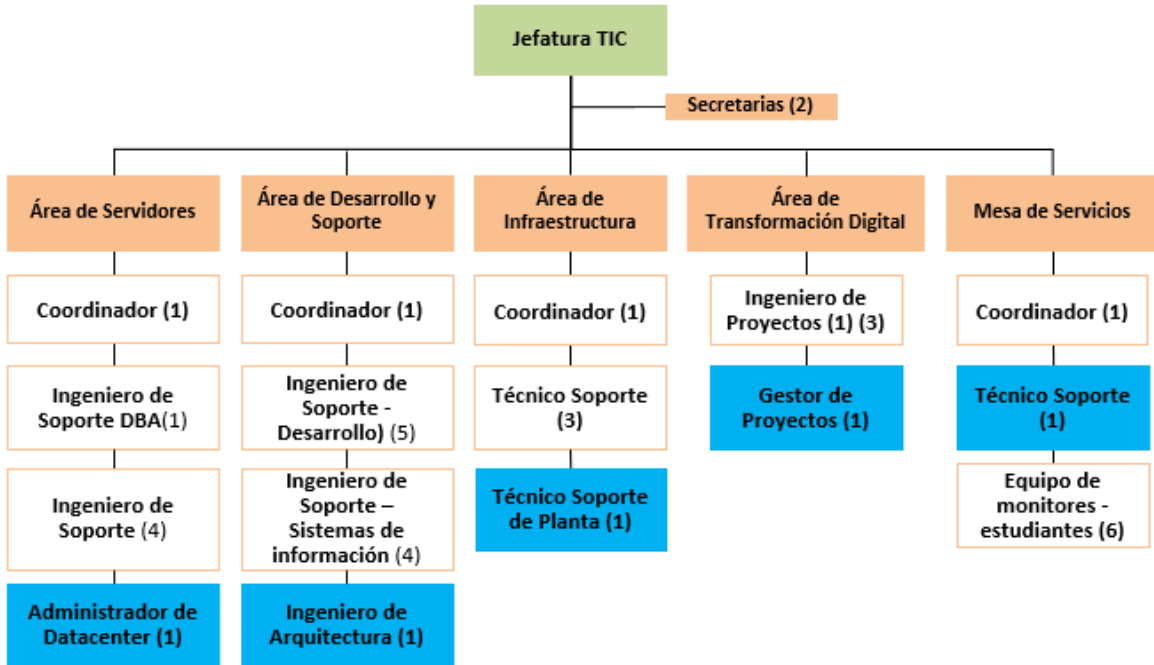 Jefatura TIC
Secretarias (2)
Área de Servidores
Área de Desarrollo y
Soporte
Área de
Infraestructura
Área de
Transformación Digital
Mesa de Servicios
Coordinador (1)
Coordinador (1)
Coordinador (1)
Ingeniero de
Proyectos (1) (3)
Coordinador (1)
Ingeniero de
Soporte DBA(1)
Ingeniero de
Soporte -
Desarrollo) (5)
Técnico Soporte
(3)
Gestor de
Proyectos (1)
Técnico Soporte
(1)
Ingeniero de
Soporte (4)
Ingeniero de
Soporte –
Sistemas de
información (4)
Técnico Soporte
de Planta (1)
Equipo de
monitores -
estudiantes (6)
Administrador de
Datacenter (1)
Ingeniero de
Arquitectura (1)